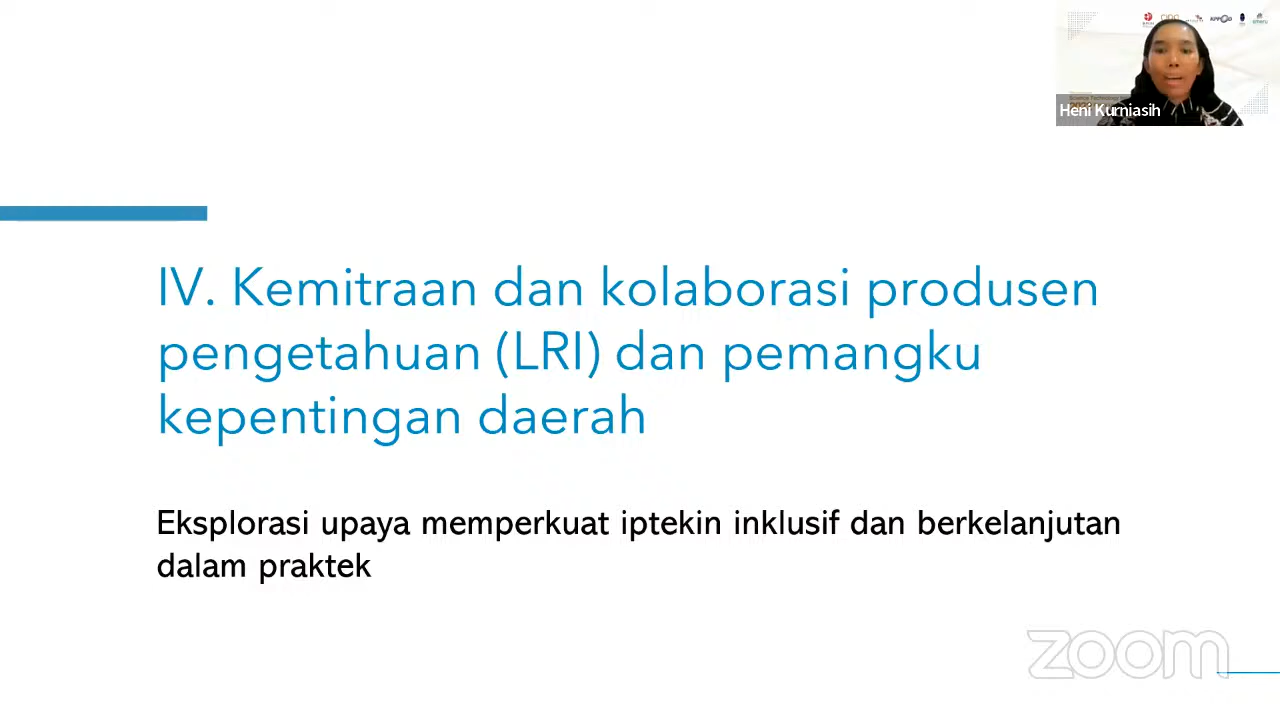 Heni Kurniasih
IV. Kemitraan dan kolaborasi produsen
pengetahuan (LRI) dan pemangku
kepentingan daerah
Eksplorasi upaya memperkuat iptekin inklusif dan berkelanjutan
dalam praktek
zoom